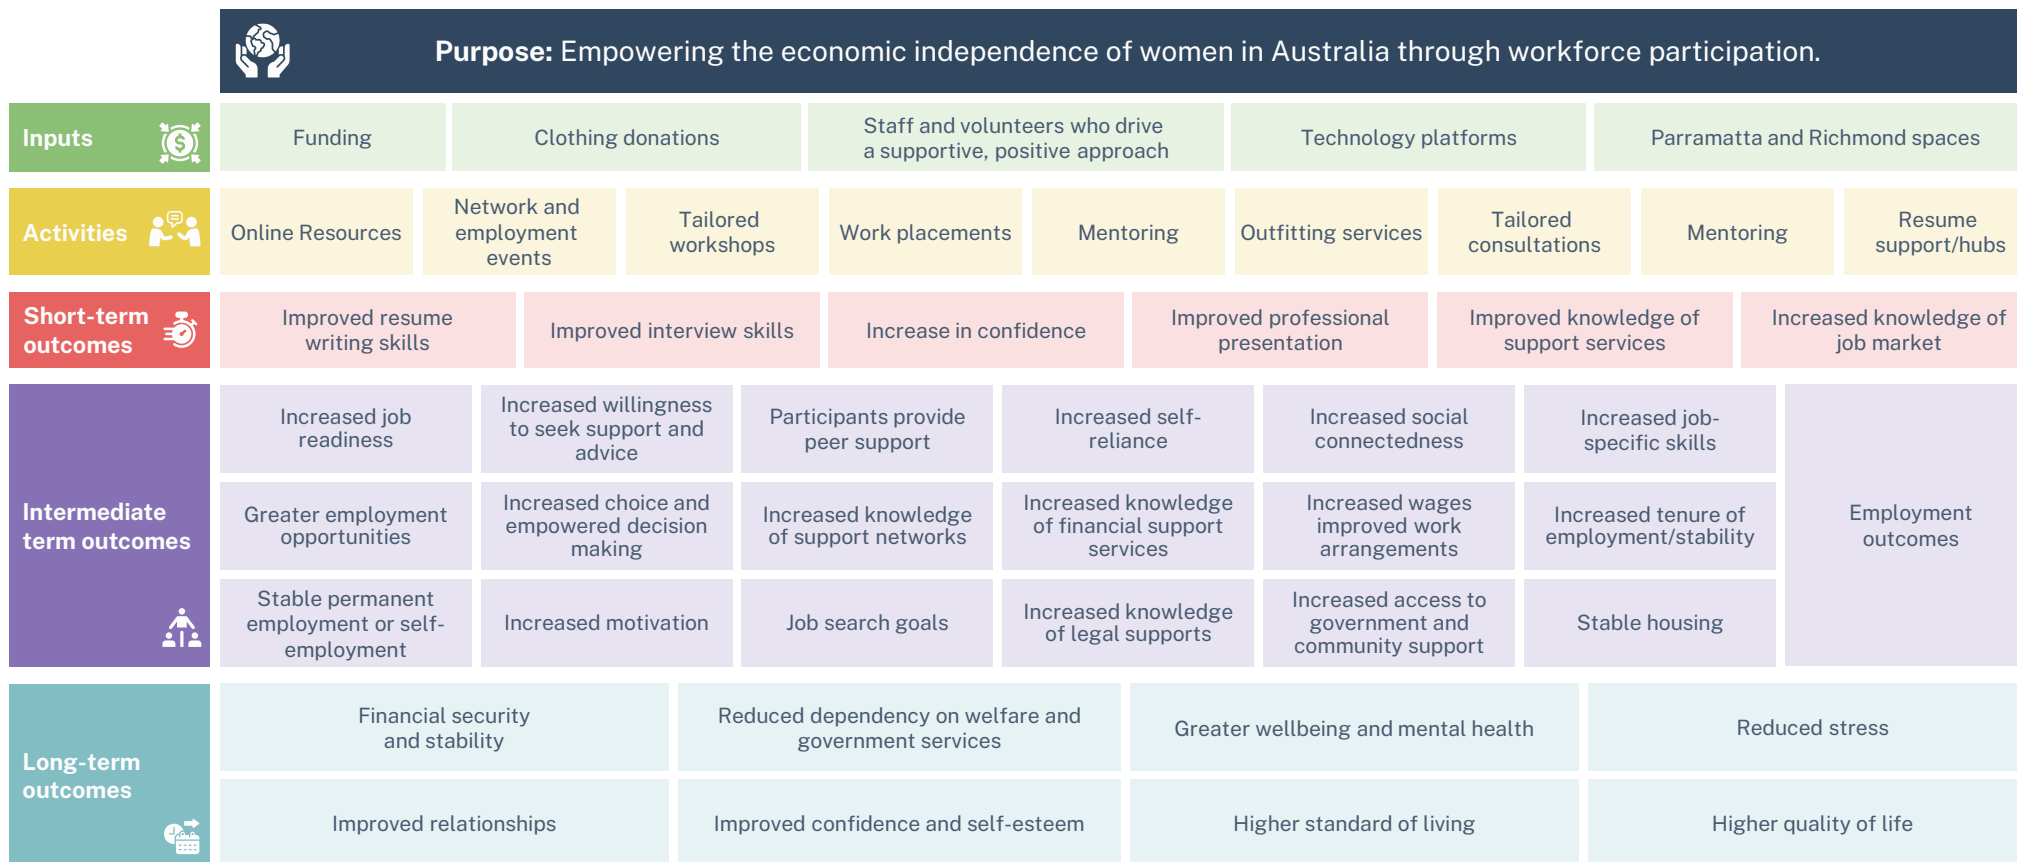 Purpose: Empowering the economic independence of women in Australia through workforce participation.
Inputs
Funding
Clothing donations
Staff and volunteers who drive
a supportive, positive approach
Technology platforms
Parramatta and Richmond spaces
Activities
Online Resources
Network and
employment
events
Tailored
workshops
Work placements
Mentoring
Outfitting services
Tailored
consultations
Mentoring
Resume
support/hubs
Short-term
outcomes
Improved resume
writing skills
Improved interview skills
Increase in confidence
Improved professional
presentation
Improved knowledge of
support services
Increased knowledge of
job market
Intermediate
term outcomes
Increased job
readiness
Increased willingness
to seek support and
advice
Participants provide
peer support
Increased self-
reliance
Increased social
connectedness
Increased job-
specific skills
Greater employment
opportunities
Increased choice and
empowered decision
making
Increased knowledge
of support networks
Increased knowledge
of financial support
services
Increased wages
improved work
arrangements
Increased tenure of
employment/stability
Employment
outcomes
Stable permanent
employment or self-
employment
Increased motivation
Job search goals
Increased knowledge
of legal supports
Increased access to
government and
community support
Stable housing
Long-term
outcomes
Financial security
and stability
Reduced dependency on welfare and
government services
Greater wellbeing and mental health
Reduced stress
Improved relationships
Improved confidence and self-esteem
Higher standard of living
Higher quality of life